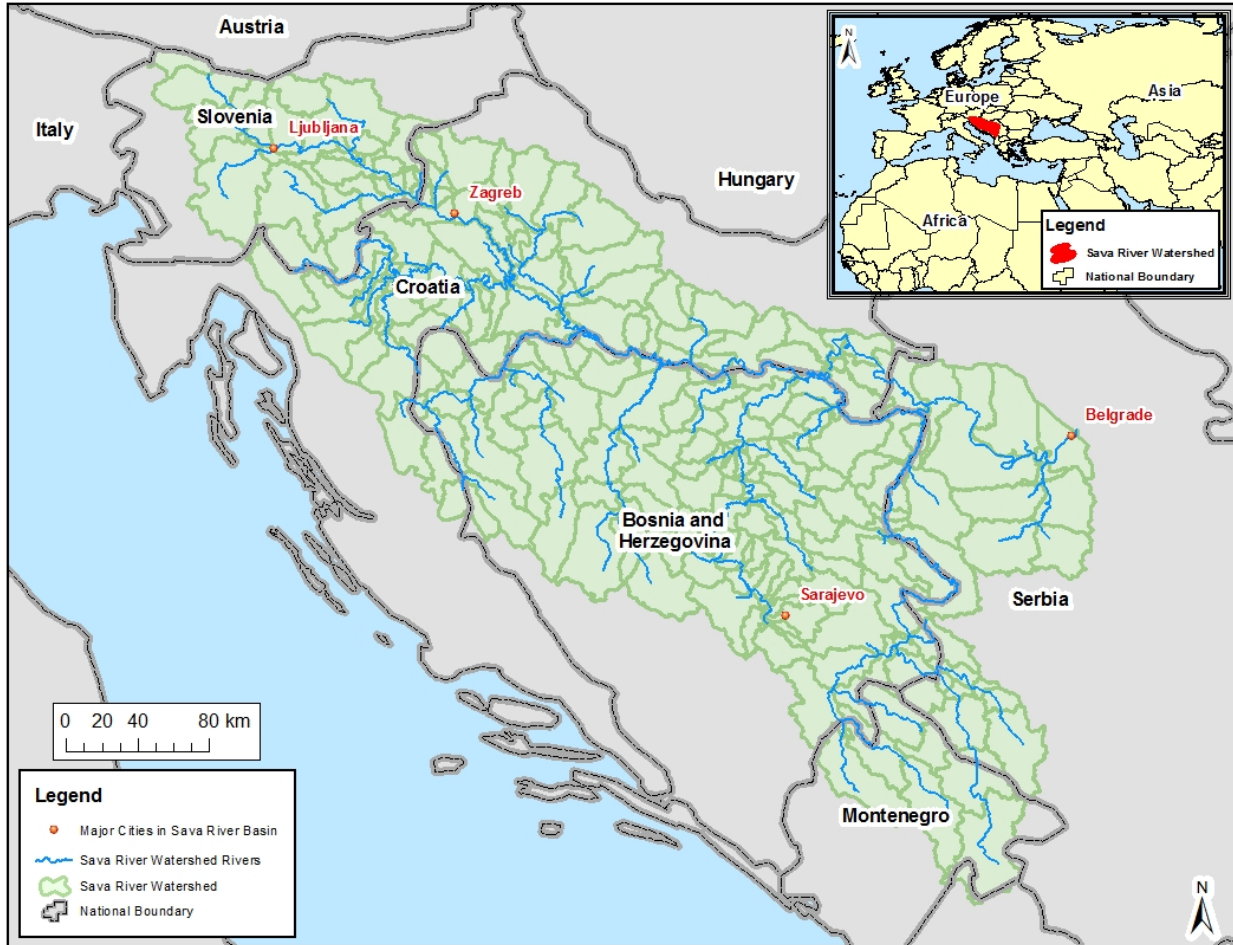 Austria
Slovenia
Italy
Ljubljana
Hungary
Zagreb
Croatia
Belgrade
Bosnia and
Herzegovina
Sarajevo
Serbia
Montenegro
N
Europe
Asia
Africa
Legend
Sava River Watershed
National Boundary
0 20 40 80 km
Legend
Major Cities in Sava River Basin
Sava River Watershed Rivers
Sava River Watershed
National Boundary
N